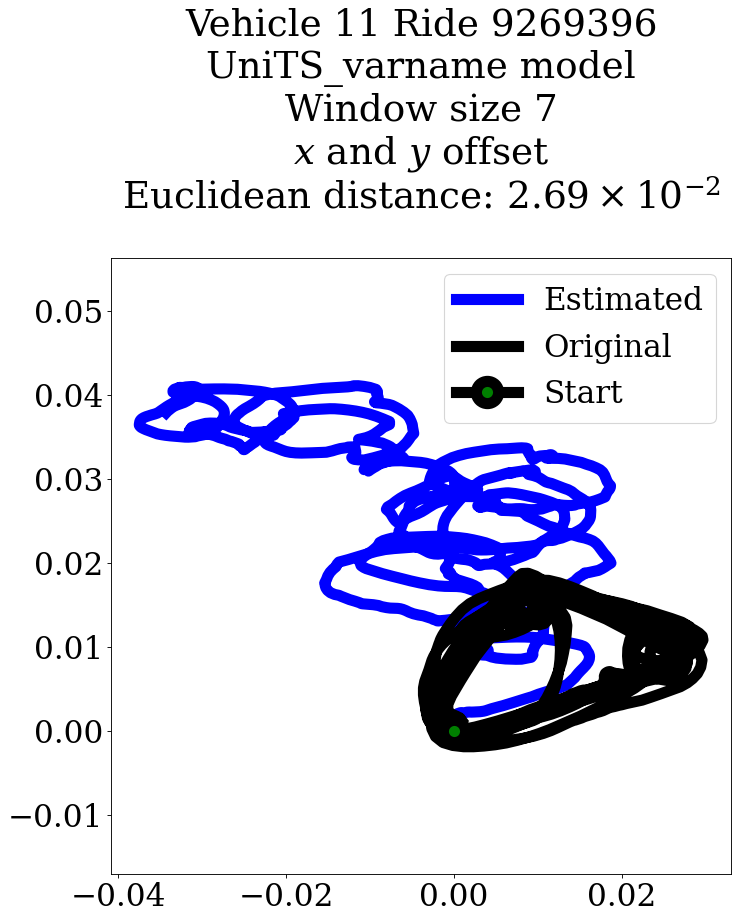 Vehicle 11 Ride 9269396
UniTS_varname model
Window size 7
x and y offset
Euclidean distance: 2.69 × 10⁻²
Estimated
Original
Start
0.05
0.04
0.03
0.02
0.01
0.00
−0.01
−0.04 −0.02 0.00 0.02